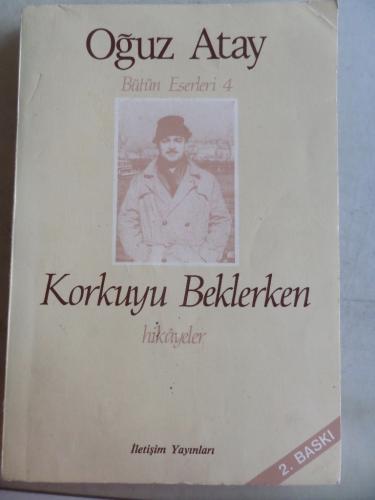 Oğuz Atay
Bütün Eserleri 4
Korkuyu Beklerken
hikâyeler
2. BASKI
İletişim Yayınları